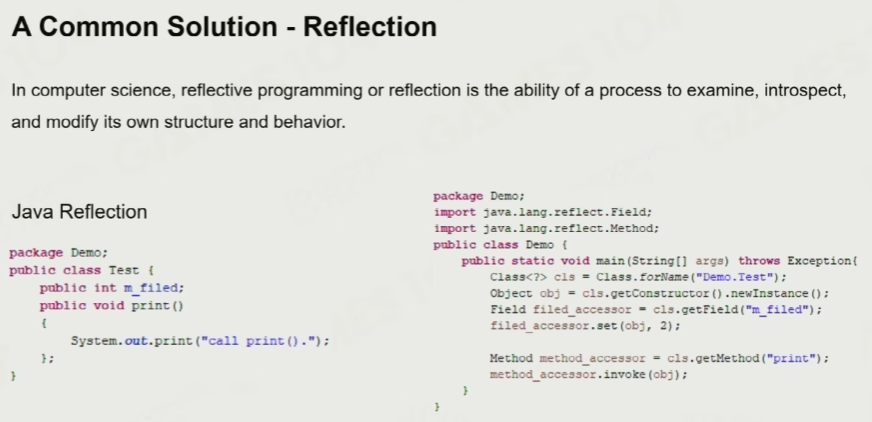 A Common Solution - Reflection
In computer science, reflective programming or reflection is the ability of a process to examine, introspect,
and modify its own structure and behavior.
Java Reflection
package Demo;
public class Test {
public int m_filed;
public void print()
{
System.out.print("call print().");
};
}
package Demo;
import java.lang.reflect.Field;
import java.lang.reflect.Method;
public class Demo {
public static void main(String[] args) throws Exception{
Class<?> cls = Class.forName("Demo.Test");
Object obj = cls.getConstructor().newInstance();
Field filed_accessor = cls.getField("m_filed");
filed_accessor.set(obj, 2);
Method method_accessor = cls.getMethod("print");
method_accessor.invoke(obj);
}
}